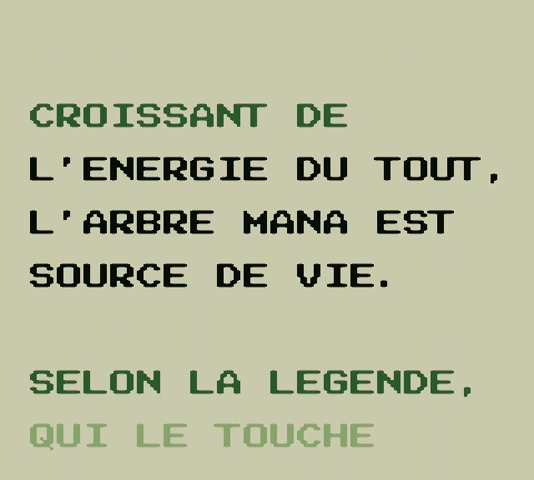 CROISSANT DE
L'ENERGIE DU TOUT,
L'ARBRE MANA EST
SOURCE DE VIE.
SELON LA LEGENDE,
QUI LE TOUCHE